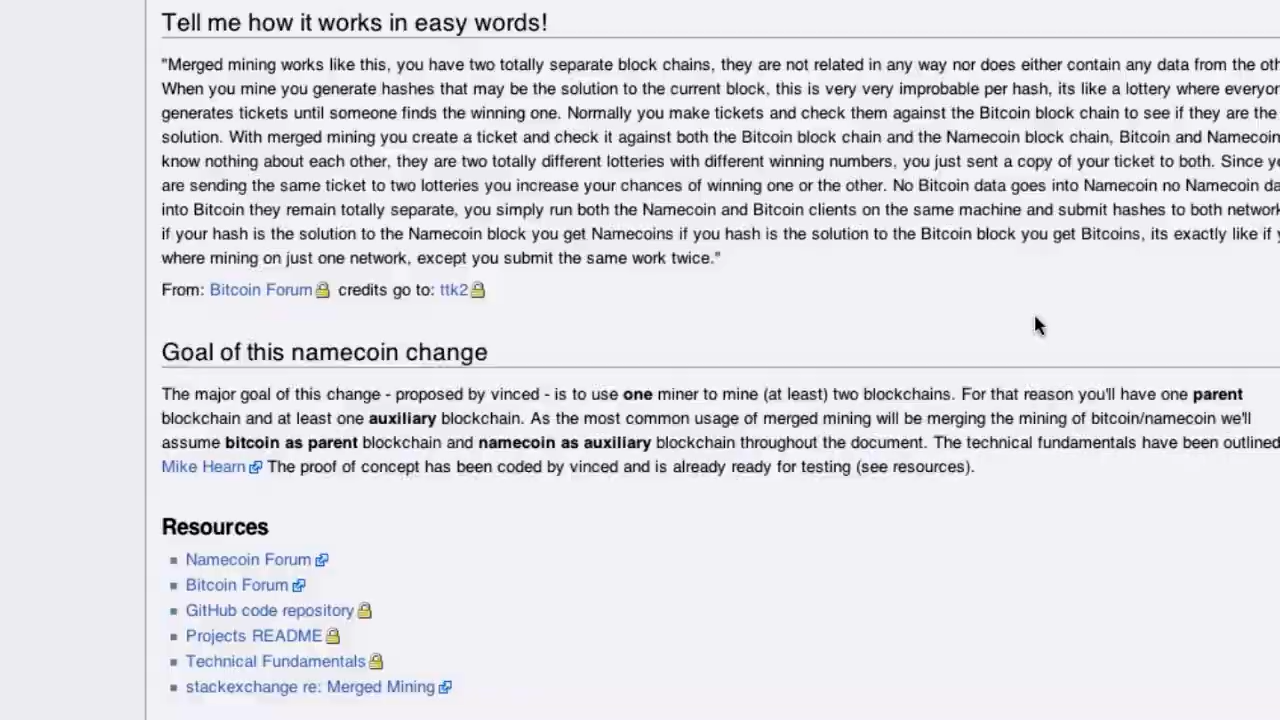 Tell me how it works in easy words!
"Merged mining works like this, you have two totally separate block chains, they are not related in any way nor does either contain any data from the
When you mine you generate hashes that may be the solution to the current block, this is very very improbable per hash, its like a lottery where
generates tickets until someone finds the winning one. Normally you make tickets and check them against the Bitcoin block chain to see if they are the
solution. With merged mining you create a ticket and check it against both the Bitcoin block chain and the Namecoin block chain, Bitcoin and Namecoin
know nothing about each other, they are two totally different lotteries with different winning numbers, you just sent a copy of your ticket to both. Since
are sending the same ticket to two lotteries you increase your chances of winning one or the other. No Bitcoin data goes into Namecoin no Namecoin
into Bitcoin they remain totally separate, you simply run both the Namecoin and Bitcoin clients on the same machine and submit hashes to both
if your hash is the solution to the Namecoin block you get Namecoins if you hash is the solution to the Bitcoin block you get Bitcoins, its exactly like if
where mining on just one network, except you submit the same work twice."
From: Bitcoin Forum credits go to: ttk2
Goal of this namecoin change
The major goal of this change - proposed by vinced - is to use one miner to mine (at least) two blockchains. For that reason you'll have one parent
blockchain and at least one auxiliary blockchain. As the most common usage of merged mining will be merging the mining of bitcoin/namecoin we'll
assume bitcoin as parent blockchain and namecoin as auxiliary blockchain throughout the document. The technical fundamentals have been outlined
Mike Hearn The proof of concept has been coded by vinced and is already ready for testing (see resources).
Resources
Namecoin Forum
Bitcoin Forum
GitHub code repository
Projects README
Technical Fundamentals
stackexchange re: Merged Mining